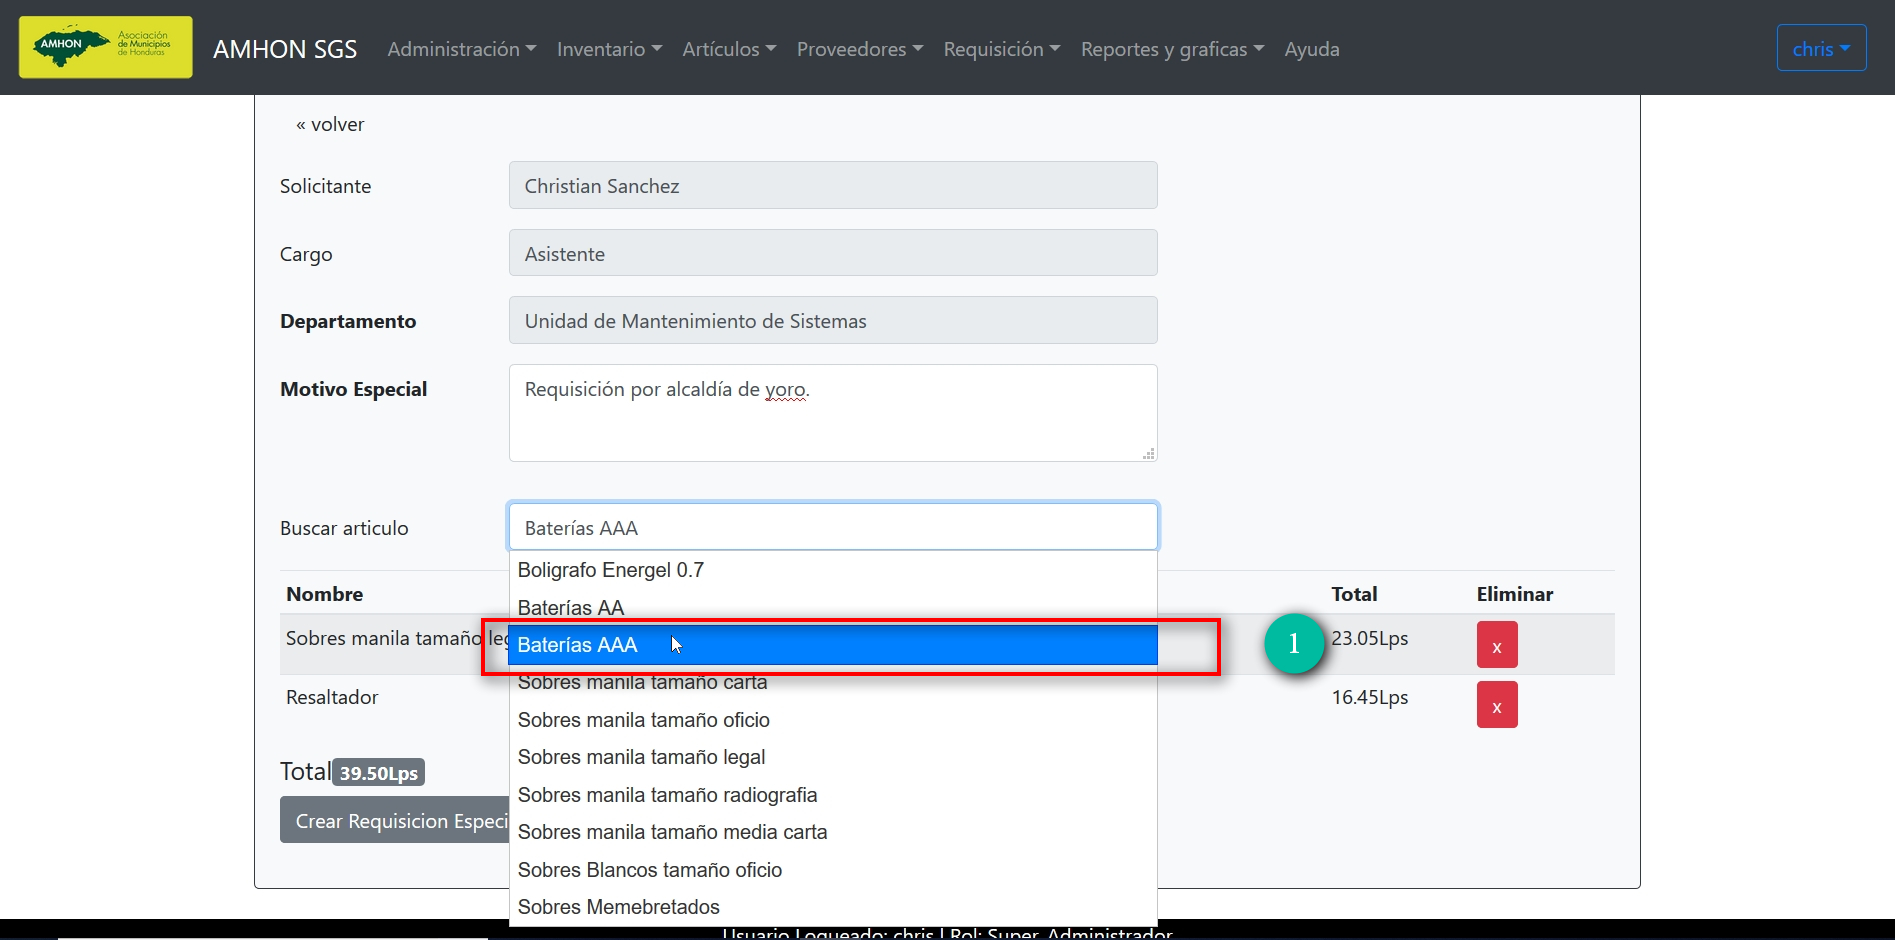 AMHON
Asociación
de Municipios
de Honduras
AMHON SGS
Administración
Inventario
Artículos
Proveedores
Requisición
Reportes y graficas
Ayuda
chris
« volver
Solicitante
Christian Sanchez
Cargo
Asistente
Departamento
Unidad de Mantenimiento de Sistemas
Motivo Especial
Requisición por alcaldía de yoro.
Buscar articulo
Baterías AAA
Boligrafo Energel 0.7
Baterías AA
Baterías AAA
Sobres manila tamaño carta
Sobres manila tamaño oficio
Sobres manila tamaño legal
Sobres manila tamaño radiografia
Sobres manila tamaño media carta
Sobres Blancos tamaño oficio
Sobres Memebretados
Nombre
Total
Eliminar
Sobres manila tamaño leg
1
23.05Lps
x
Resaltador
16.45Lps
x
Total 39.50Lps
Crear Requisicion Especi
Usuario Logueado: chris | Rol: Super_Administrador